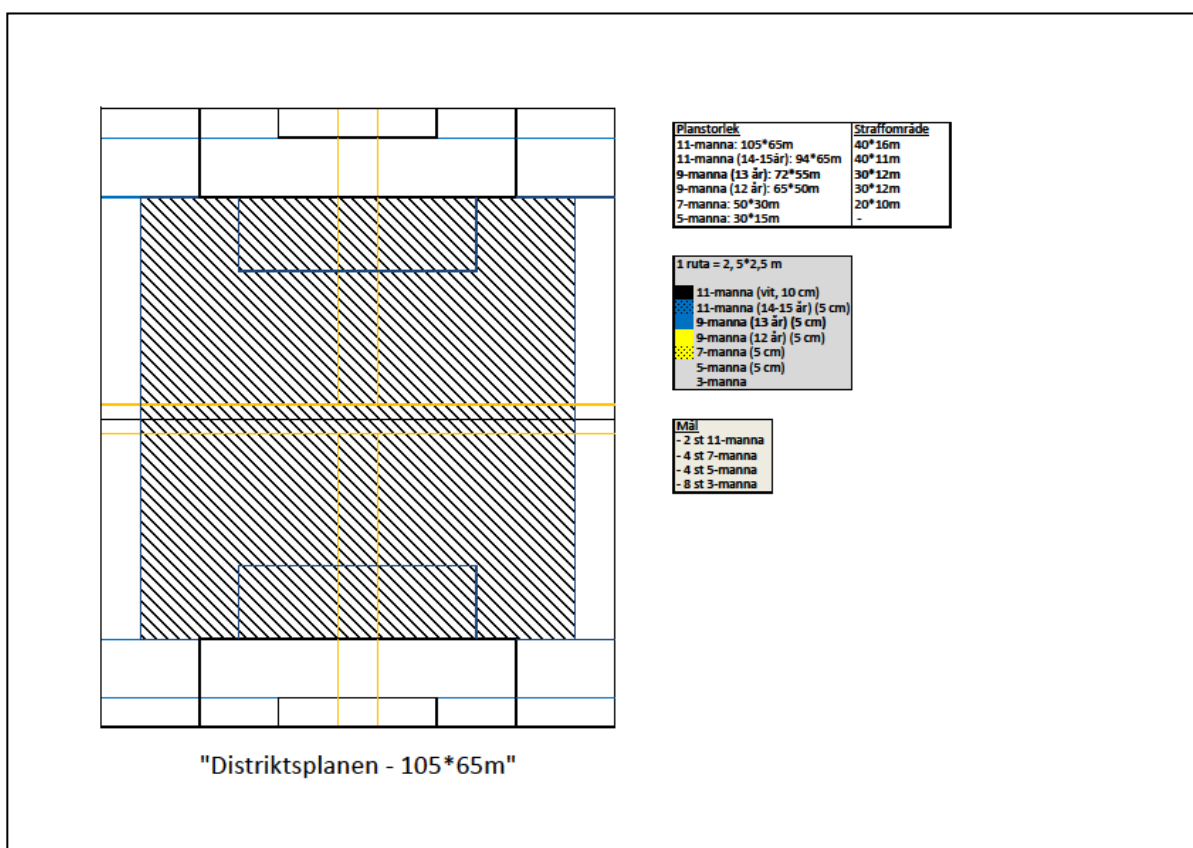 Planstorlek Straffområde
11-manna: 105*65m 40*16m
11-manna (14-15år): 94*65m 40*11m
9-manna (13 år): 72*55m 30*12m
9-manna (12 år): 65*50m 30*12m
7-manna: 50*30m 20*10m
5-manna: 30*15m -
1 ruta = 2, 5*2,5 m
11-manna (vit, 10 cm)
11-manna (14-15 år) (5 cm)
9-manna (13 år) (5 cm)
9-manna (12 år) (5 cm)
7-manna (5 cm)
5-manna (5 cm)
3-manna
Mål
- 2 st 11-manna
- 4 st 7-manna
- 4 st 5-manna
- 8 st 3-manna
"Distriktsplanen - 105*65m"